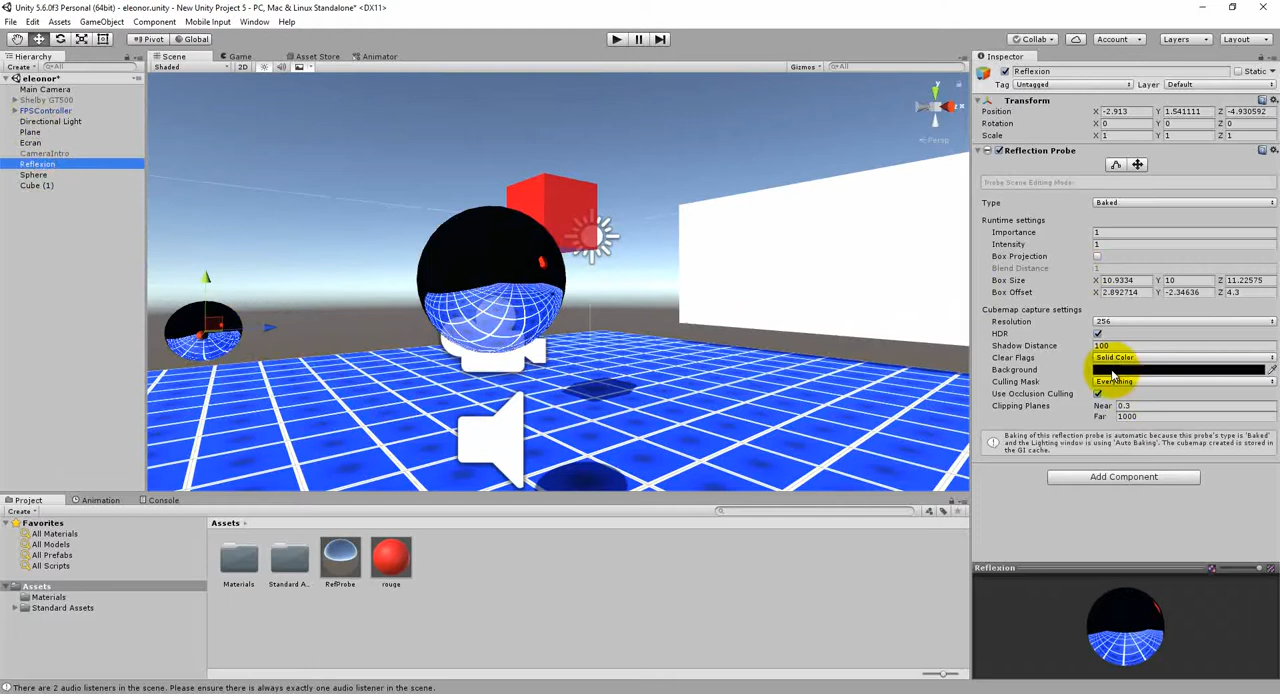 Unity 5.6.0f3 Personal (64bit) - eleonor.unity - New Unity Project 5 - PC, Mac & Linux Standalone* <DX11>
File Edit Assets GameObject Component Mobile Input Window Help
Pivot Global Collab Account Layers Layout
Hierarchy
Create All
eleonor*
Main Camera
Shelby GT500
FPSController
Directional Light
Plane
Ecran
CameraIntro
Reflexion
Sphere
Cube (1)
Scene Game Asset Store Animator
Shaded 2D Gizmos All
y
x
Persp
Inspector
Reflexion Static
Tag Untagged Layer Default
Transform
Position X -2.913 Y 1.541111 Z -4.930592
Rotation X 0 Y 0 Z 0
Scale X 1 Y 1 Z 1
Reflection Probe
Probe Scene Editing Mode:
Type Baked
Runtime settings
Importance 1
Intensity 1
Box Projection
Blend Distance 1
Box Size X 10.9334 Y 10 Z 11.22575
Box Offset X 2.892714 Y -2.34636 Z 4.3
Cubemap capture settings
Resolution 256
HDR
Shadow Distance 100
Clear Flags Solid Color
Background
Culling Mask Everything
Use Occlusion Culling
Clipping Planes Near 0.3
Far 1000
Baking of this reflection probe is automatic because this probe's type is 'Baked'
and the Lighting window is using 'Auto Baking'. The cubemap created is stored in
the GI cache.
Add Component
Project Animation Console
Create
Favorites
All Materials
All Models
All Prefabs
All Scripts
Assets
Materials
Standard Assets
Assets
Materials Standard A... RefProbe rouge
Reflexion
There are 2 audio listeners in the scene. Please ensure there is always exactly one audio listener in the scene.